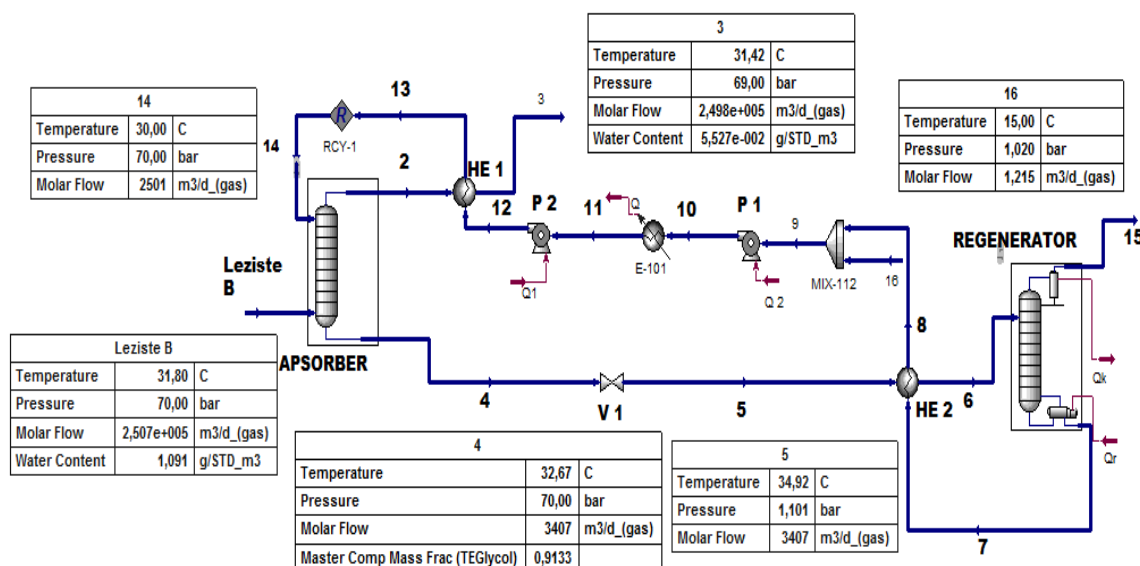 3
Temperature 31,42 C
Pressure 69,00 bar
Molar Flow 2,498e+005 m3/d_(gas)
Water Content 5,527e-002 g/STD_m3
14
Temperature 30,00 C
Pressure 70,00 bar
Molar Flow 2501 m3/d_(gas)
16
Temperature 15,00 C
Pressure 1,020 bar
Molar Flow 1,215 m3/d_(gas)
13
3
R
RCY-1
14
2
HE 1
12
P 2
11
Q
10
P 1
9
E-101
Q1
Q 2
MIX-112
16
REGENERATOR
15
Leziste
B
8
APSORBER
4
V 1
5
HE 2
6
Qk
Qr
7
Leziste B
Temperature 31,80 C
Pressure 70,00 bar
Molar Flow 2,507e+005 m3/d_(gas)
Water Content 1,091 g/STD_m3
4
Temperature 32,67 C
Pressure 70,00 bar
Molar Flow 3407 m3/d_(gas)
Master Comp Mass Frac (TEGlycol) 0,9133
5
Temperature 34,92 C
Pressure 1,101 bar
Molar Flow 3407 m3/d_(gas)